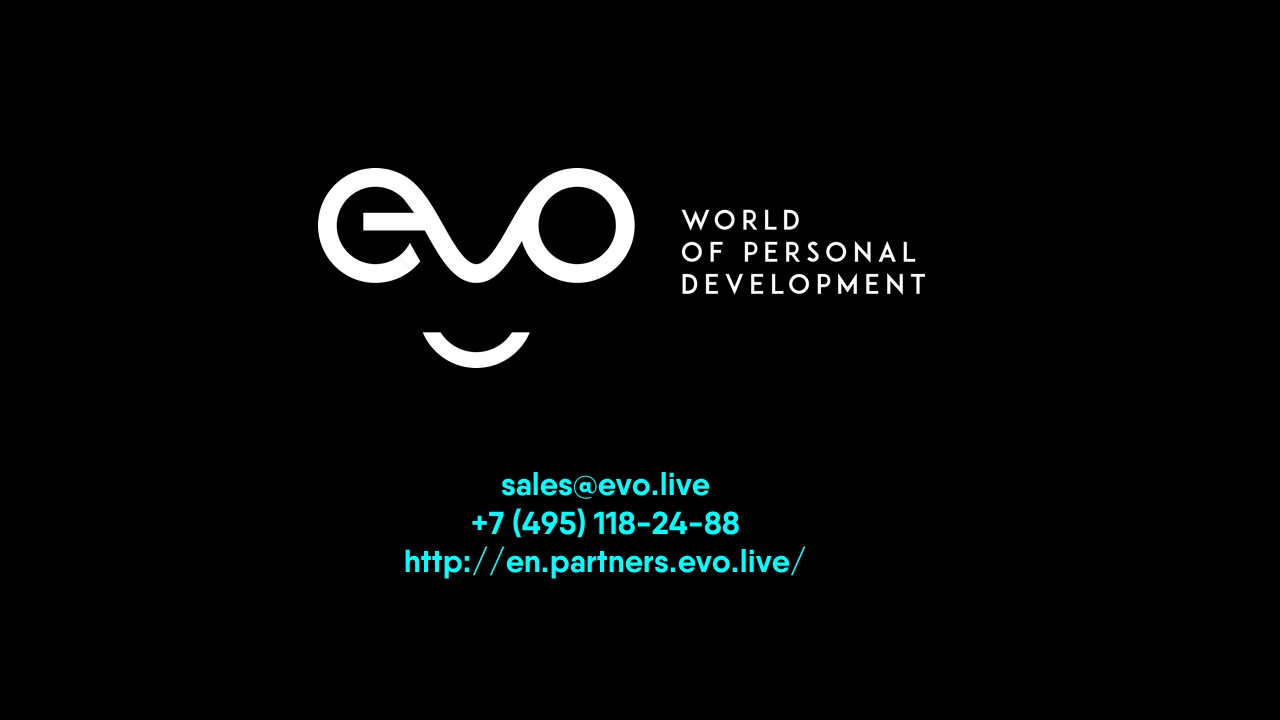 evo
WORLD
OF PERSONAL
DEVELOPMENT
sales@evo.live
+7 (495) 118-24-88
http://en.partners.evo.live/